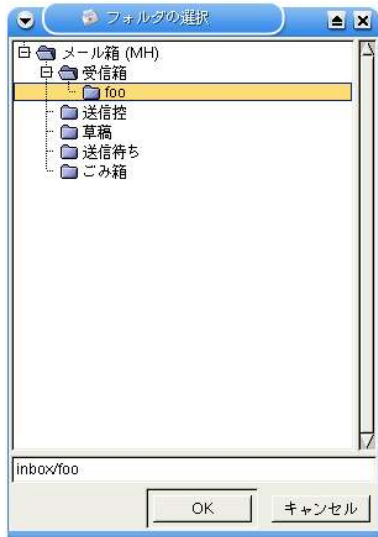 フォルダの選択
メール箱 (MH)
受信箱
foo
送信控
草稿
送信待ち
ごみ箱
inbox/foo
OK
キャンセル